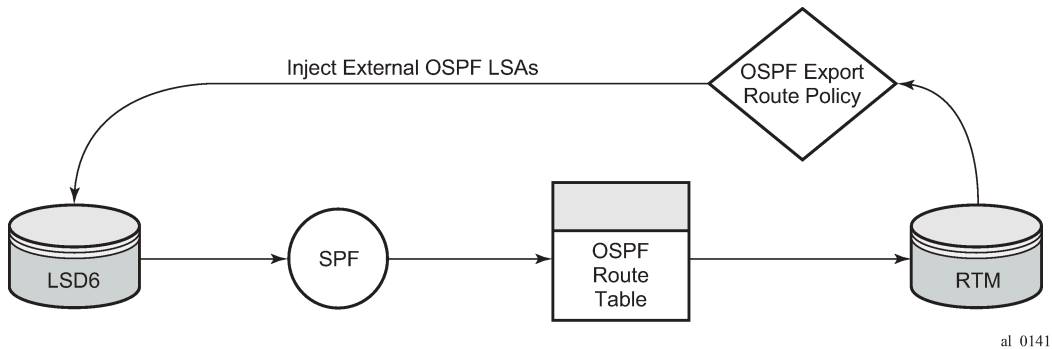 Inject External OSPF LSAs
OSPF Export
Route Policy
LSD6
SPF
OSPF
Route
Table
RTM
al_0141